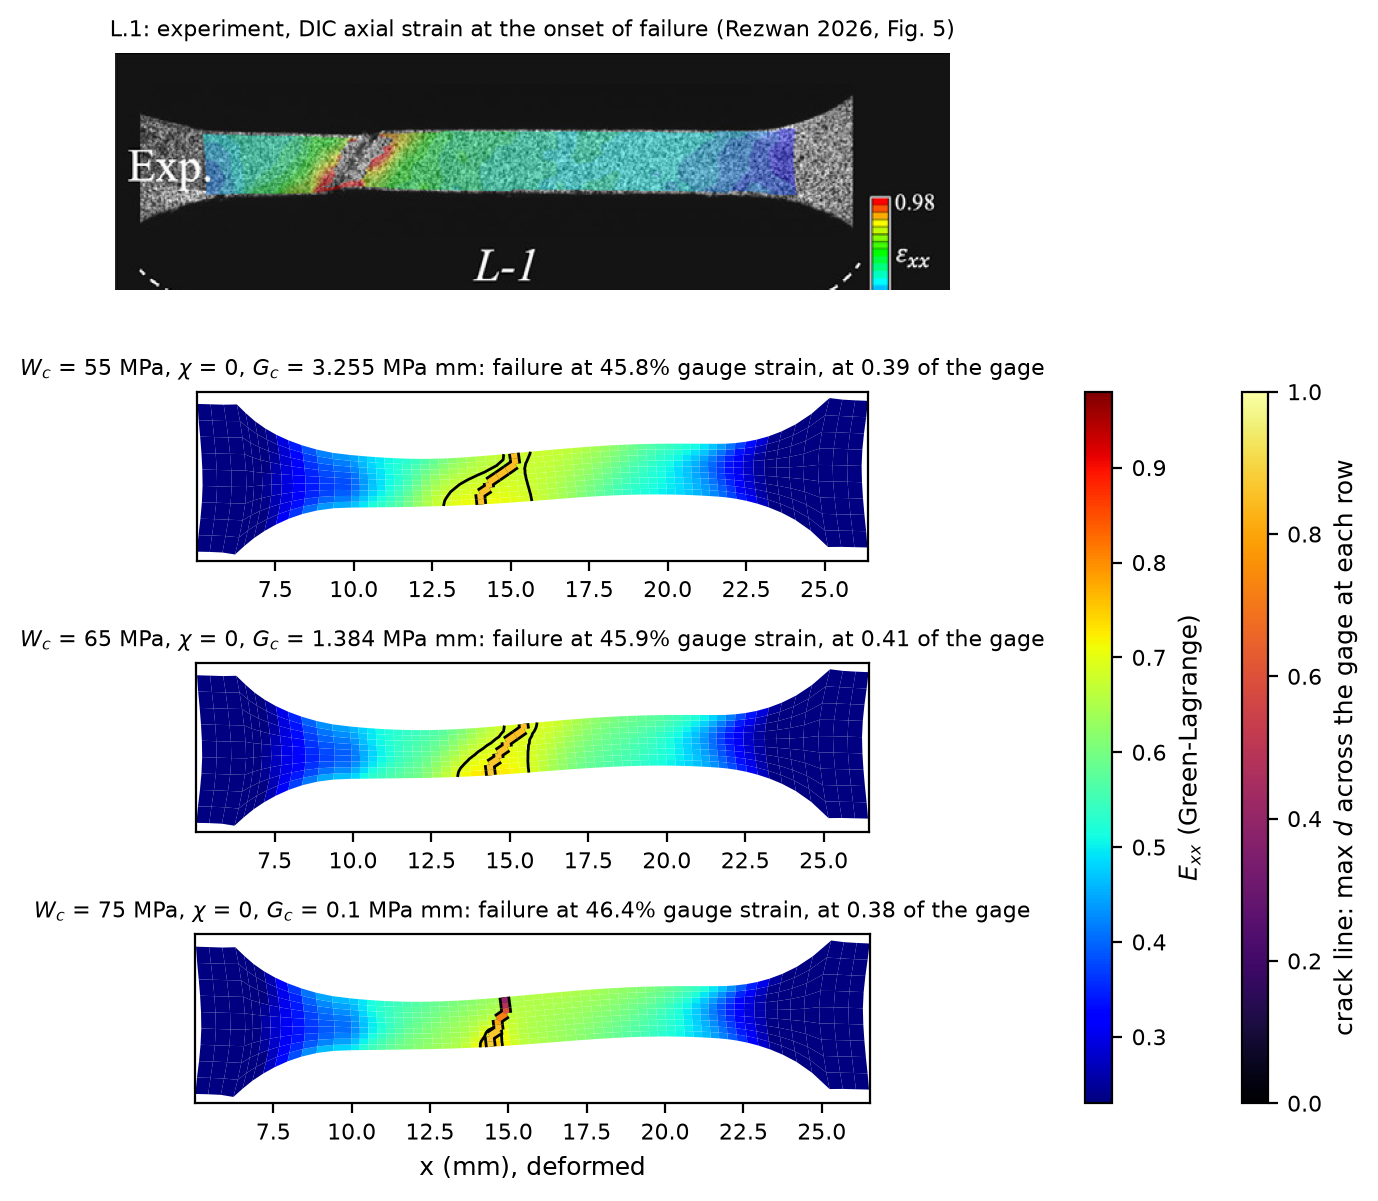 L.1: experiment, DIC axial strain at the onset of failure (Rezwan 2026, Fig. 5)
Exp.
0.98
εxx
L-1
Wc = 55 MPa, χ = 0, Gc = 3.255 MPa mm: failure at 45.8% gauge strain, at 0.39 of the gage
7.5 10.0 12.5 15.0 17.5 20.0 22.5 25.0
Wc = 65 MPa, χ = 0, Gc = 1.384 MPa mm: failure at 45.9% gauge strain, at 0.41 of the gage
7.5 10.0 12.5 15.0 17.5 20.0 22.5 25.0
Wc = 75 MPa, χ = 0, Gc = 0.1 MPa mm: failure at 46.4% gauge strain, at 0.38 of the gage
7.5 10.0 12.5 15.0 17.5 20.0 22.5 25.0
x (mm), deformed
0.9
0.8
0.7
0.6
0.5
0.4
0.3
Exx (Green-Lagrange)
1.0
0.8
0.6
0.4
0.2
0.0
crack line: max d across the gage at each row